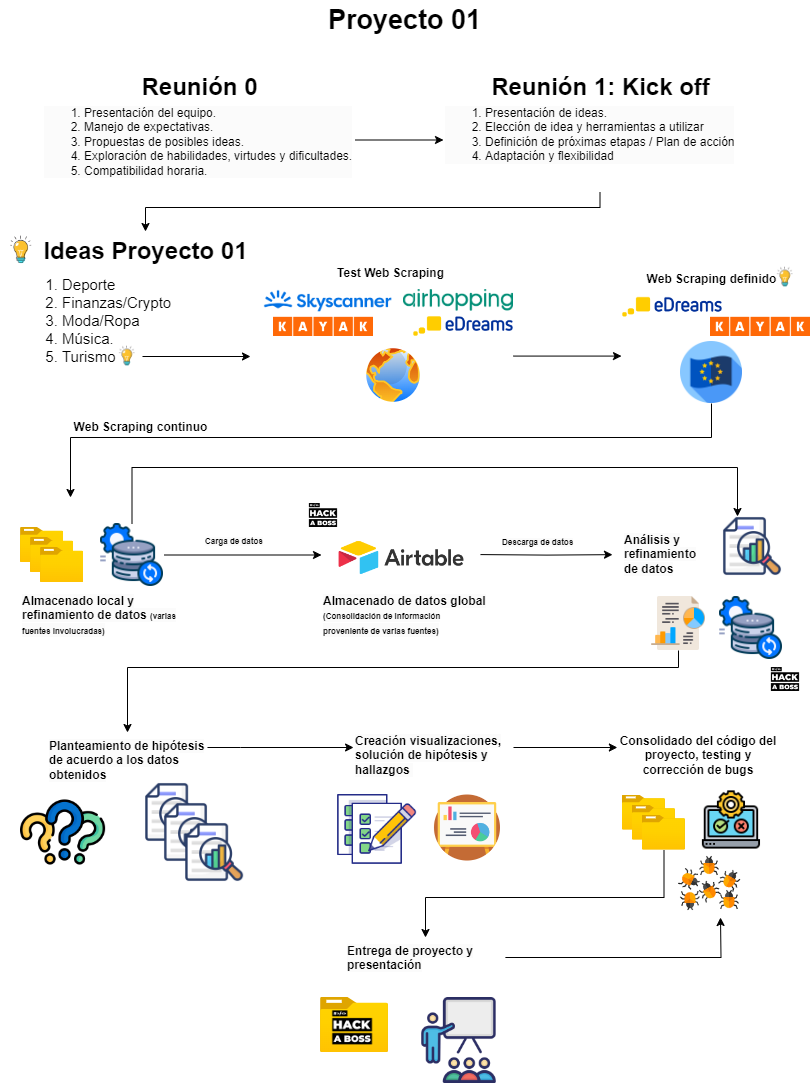 Proyecto 01
Reunión 0
1. Presentación del equipo.
2. Manejo de expectativas.
3. Propuestas de posibles ideas.
4. Exploración de habilidades, virtudes y dificultades.
5. Compatibilidad horaria.
Reunión 1: Kick off
1. Presentación de ideas.
2. Elección de idea y herramientas a utilizar
3. Definición de próximas etapas / Plan de acción
4. Adaptación y flexibilidad
Ideas Proyecto 01
1. Deporte
2. Finanzas/Crypto
3. Moda/Ropa
4. Música.
5. Turismo
Test Web Scraping
Skyscanner
airhopping
KAYAK
eDreams
Web Scraping definido
eDreams
KAYAK
Web Scraping continuo
Almacenado local y
refinamiento de datos (varias
fuentes involucradas)
Carga de datos
</>
HACK
A BOSS
Airtable
Almacenado de datos global
(Consolidación de información
proveniente de varias fuentes)
Descarga de datos
Análisis y
refinamiento
de datos
</>
HACK
A BOSS
Planteamiento de hipótesis
de acuerdo a los datos
obtenidos
Creación visualizaciones,
solución de hipótesis y
hallazgos
Consolidado del código del
proyecto, testing y
corrección de bugs
Entrega de proyecto y
presentación
</>
HACK
A BOSS